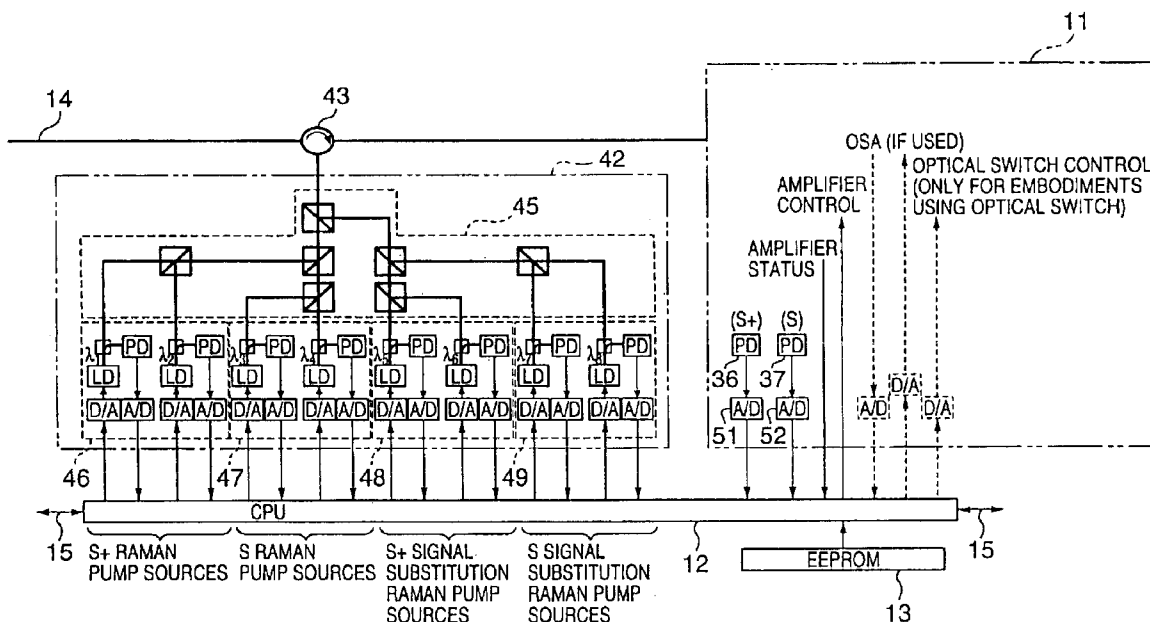 11
43
14
42
OSA (IF USED)
OPTICAL SWITCH CONTROL
(ONLY FOR EMBODIMENTS
USING OPTICAL SWITCH)
AMPLIFIER
CONTROL
45
AMPLIFIER
STATUS
(S+) (S)
PD PD
36 37
λ1 PD λ2 PD λ3 PD λ4 PD λ5 PD λ6 PD λ7 PD λ8 PD
LD LD LD LD LD LD LD LD
D/A
D/A A/D D/A A/D D/A A/D D/A A/D D/A A/D D/A A/D D/A A/D D/A A/D A/D A/D A/D D/A
51 52
46 47 48 49
CPU
15 12 15
S+ RAMAN
PUMP SOURCES
S RAMAN
PUMP SOURCES
S+ SIGNAL
SUBSTITUTION
RAMAN PUMP
SOURCES
S SIGNAL
SUBSTITUTION
RAMAN PUMP
SOURCES
EEPROM
13